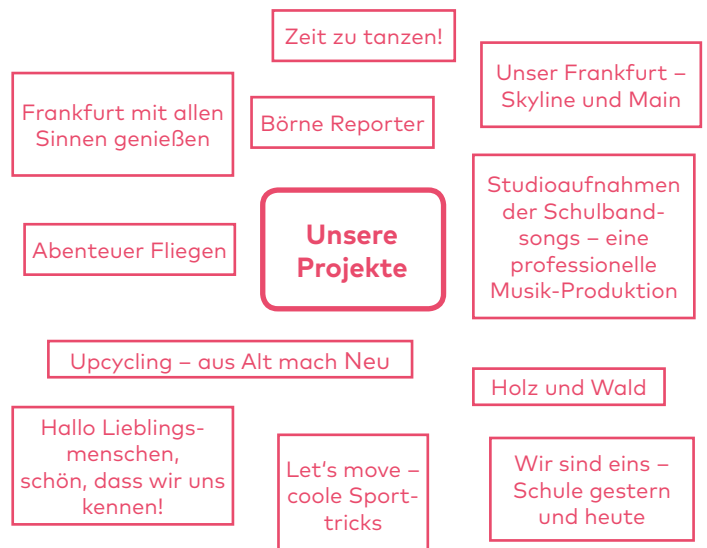 Zeit zu tanzen!
Unser Frankfurt –
Skyline und Main
Frankfurt mit allen
Sinnen genießen
Börne Reporter
Studioaufnahmen
der Schulband-
songs – eine
professionelle
Musik-Produktion
Unsere
Projekte
Abenteuer Fliegen
Upcycling – aus Alt mach Neu
Holz und Wald
Hallo Lieblings-
menschen,
schön, dass wir uns
kennen!
Let's move –
coole Sport-
tricks
Wir sind eins –
Schule gestern
und heute